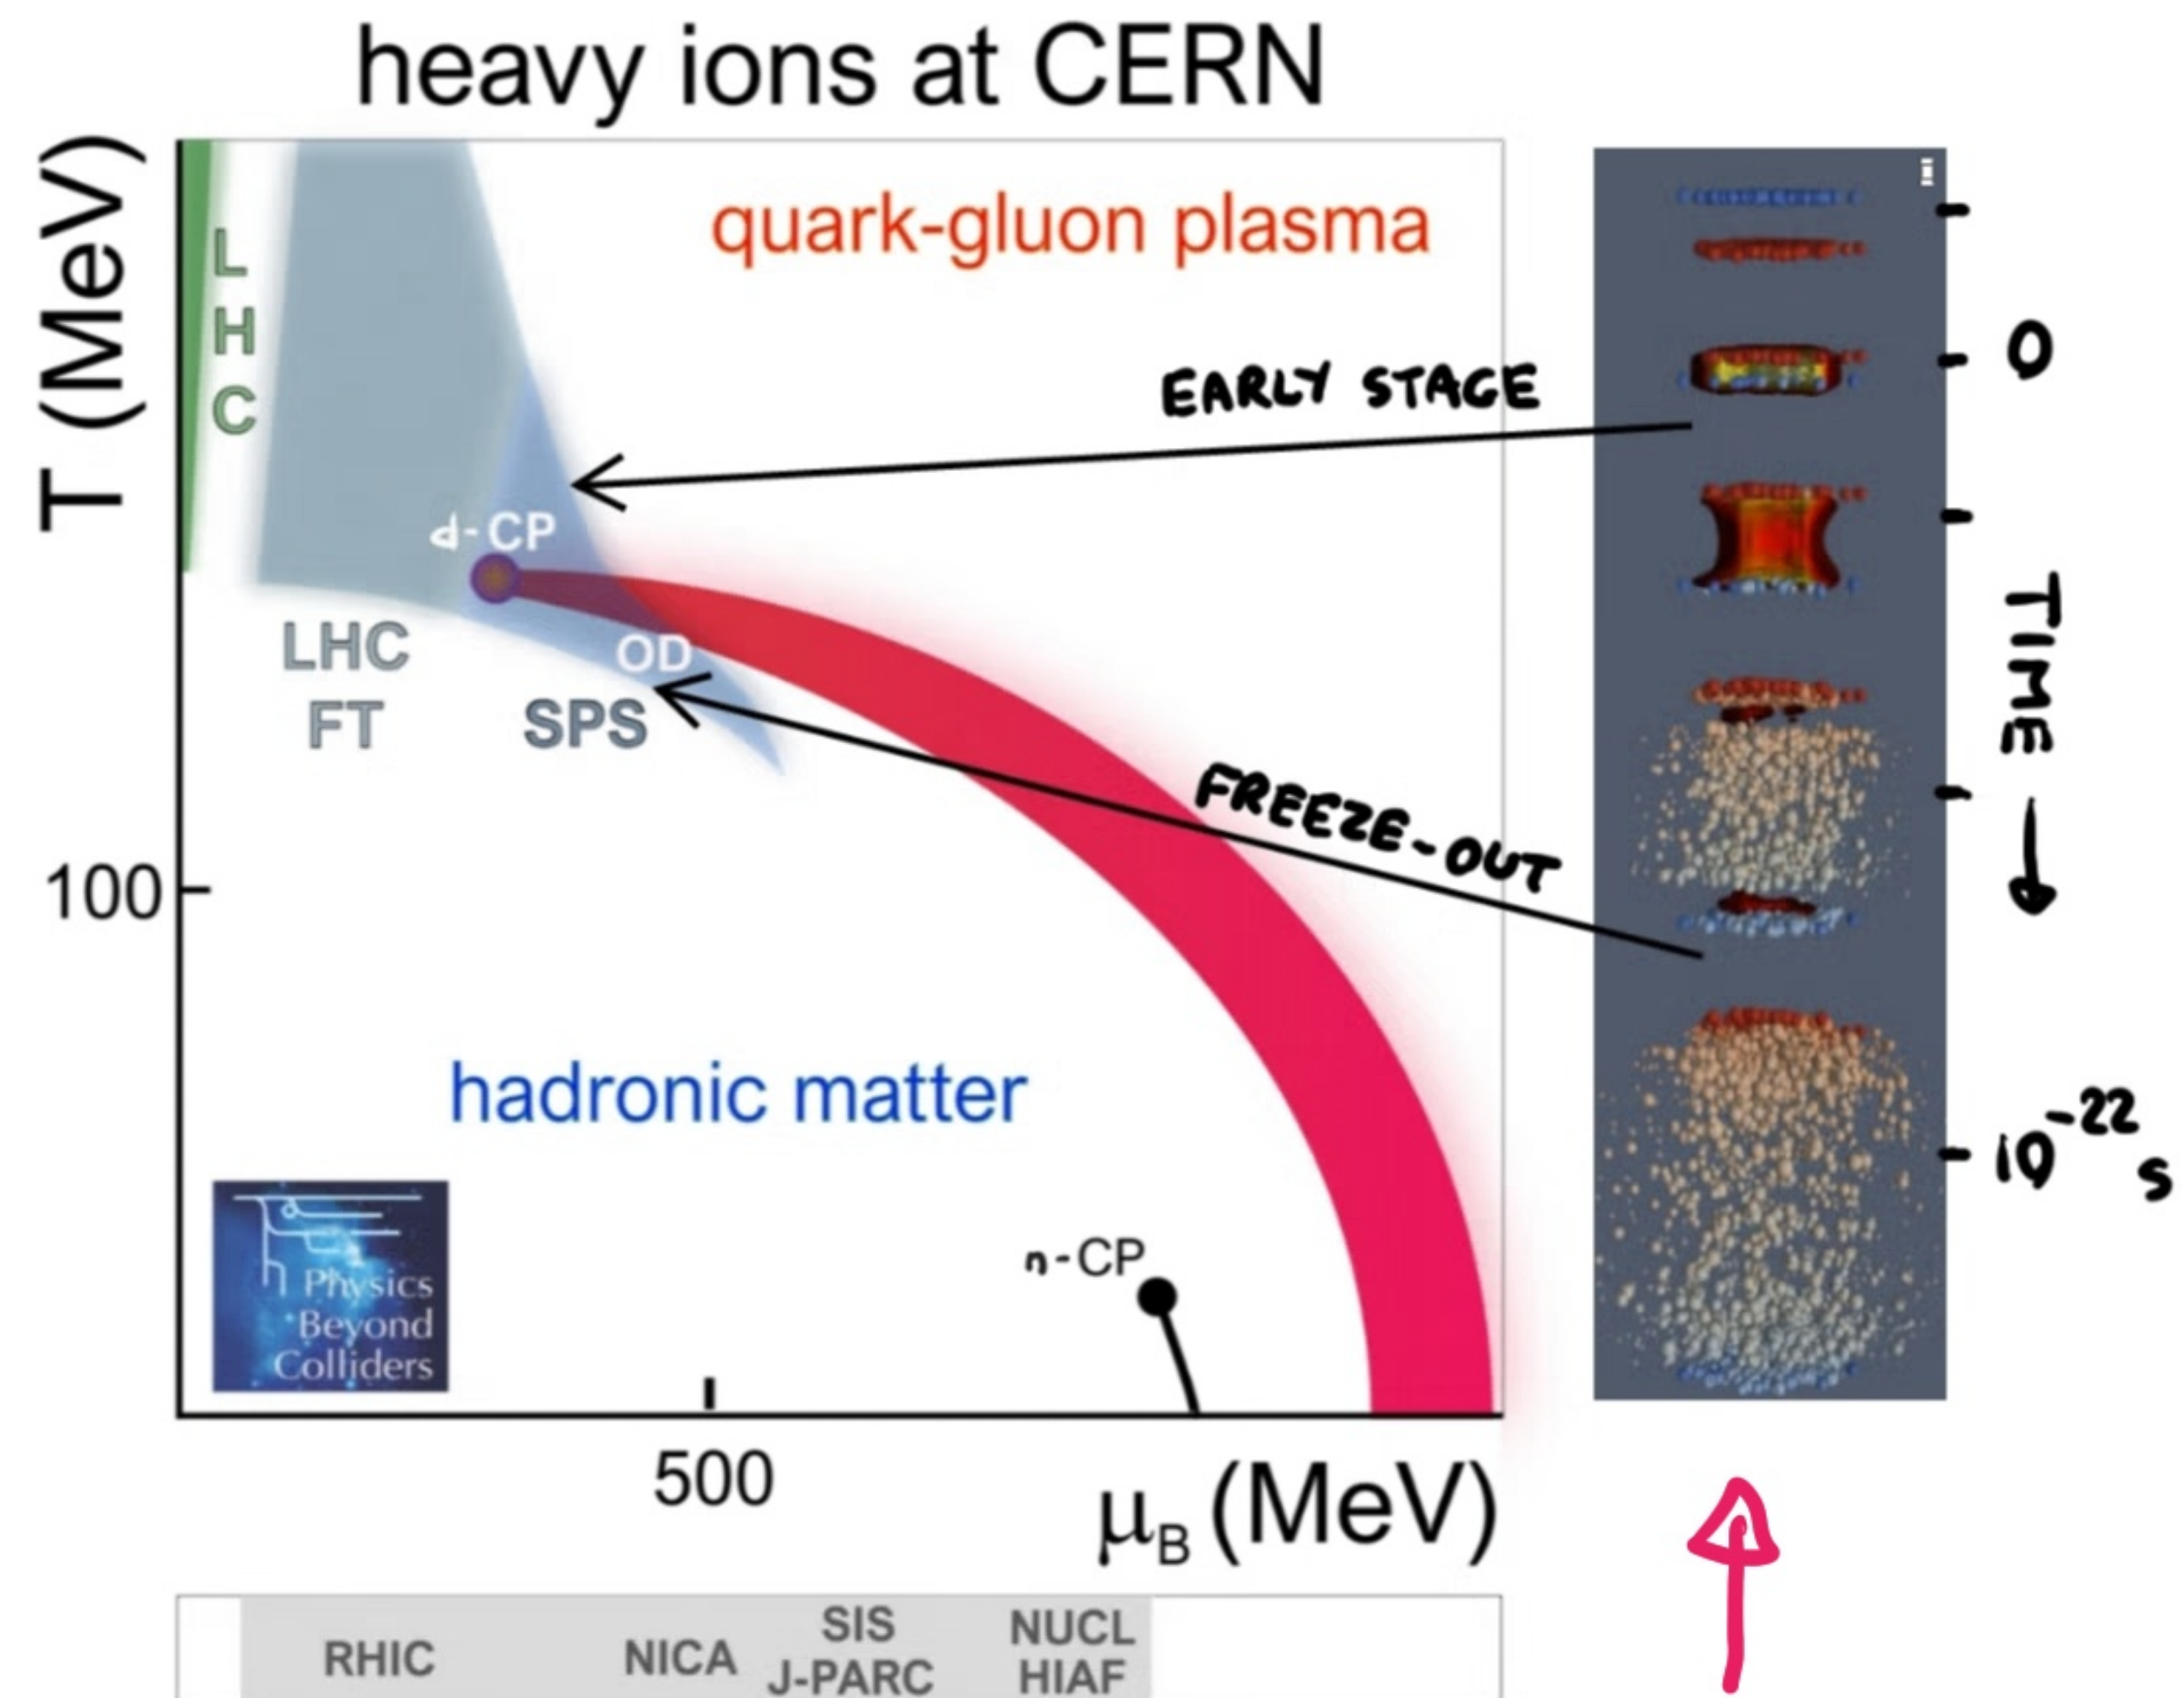 heavy ions at CERN
T (MeV)
L
H
C
quark-gluon plasma
EARLY STAGE
0
d-CP
OD
LHC
FT
SPS
TIME
FREEZE-OUT
100
hadronic matter
10⁻²² s
n-CP
Physics
Beyond
Colliders
500
μB (MeV)
RHIC
NICA
SIS
J-PARC
NUCL
HIAF